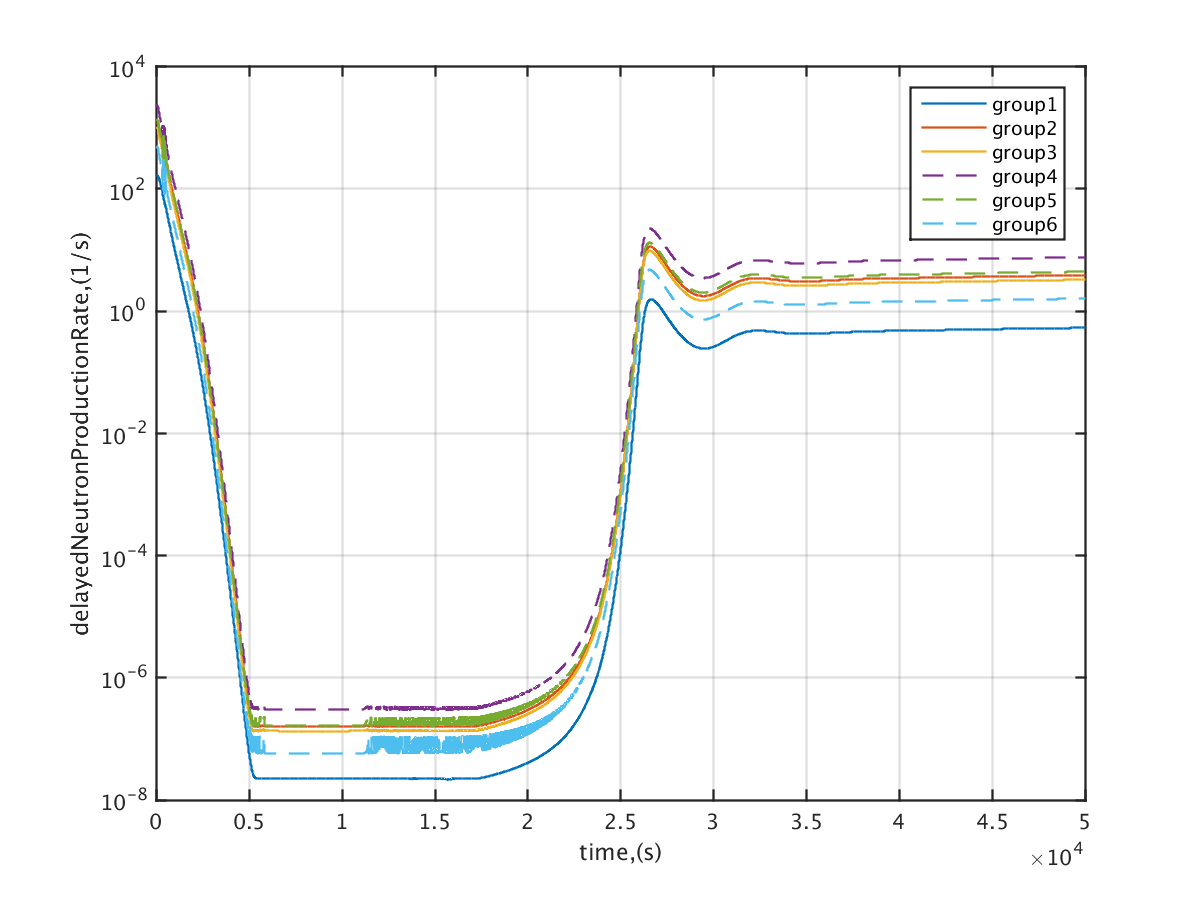 10^4
10^2
10^0
10^-2
10^-4
10^-6
10^-8
delayedNeutronProductionRate,(1/s)
group1
group2
group3
group4
group5
group6
0 0.5 1 1.5 2 2.5 3 3.5 4 4.5 5
×10^4
time,(s)